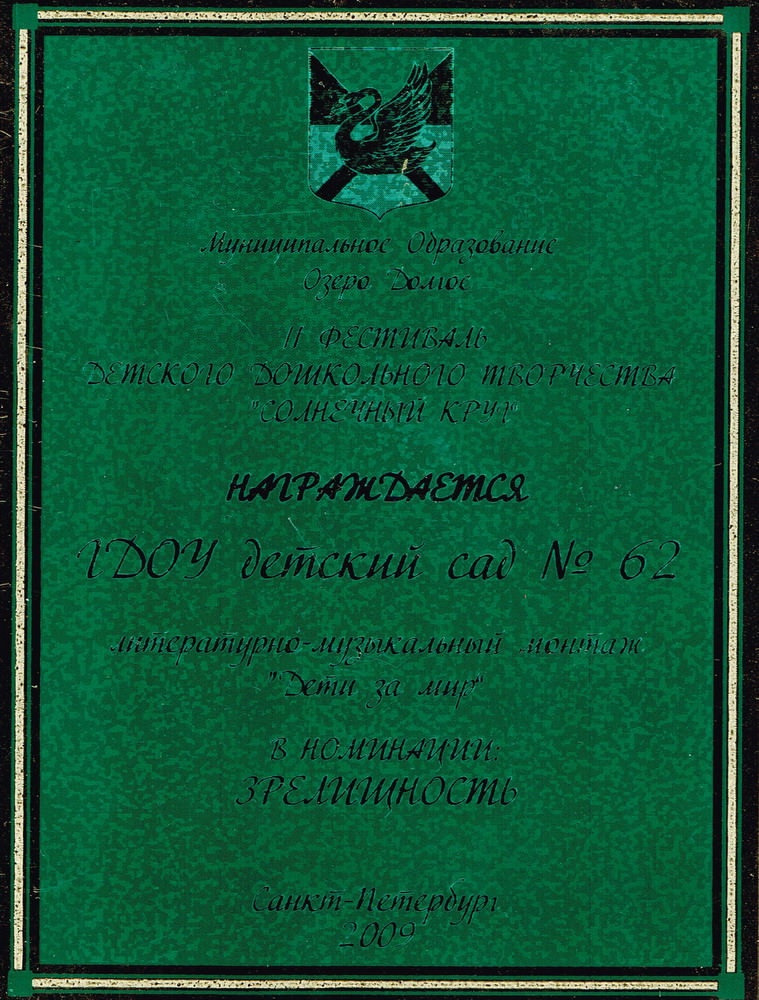 Муниципальное Образование
Озеро Долгое
II ФЕСТИВАЛЬ
ДЕТСКОГО ДОШКОЛЬНОГО ТВОРЧЕСТВА
"СОЛНЕЧНЫЙ КРУГ"
НАГРАЖДАЕТСЯ
ГДОУ детский сад № 62
литературно-музыкальный монтаж
"Дети за мир"
В НОМИНАЦИИ:
ЗРЕЛИЩНОСТЬ
Санкт-Петербург
2009